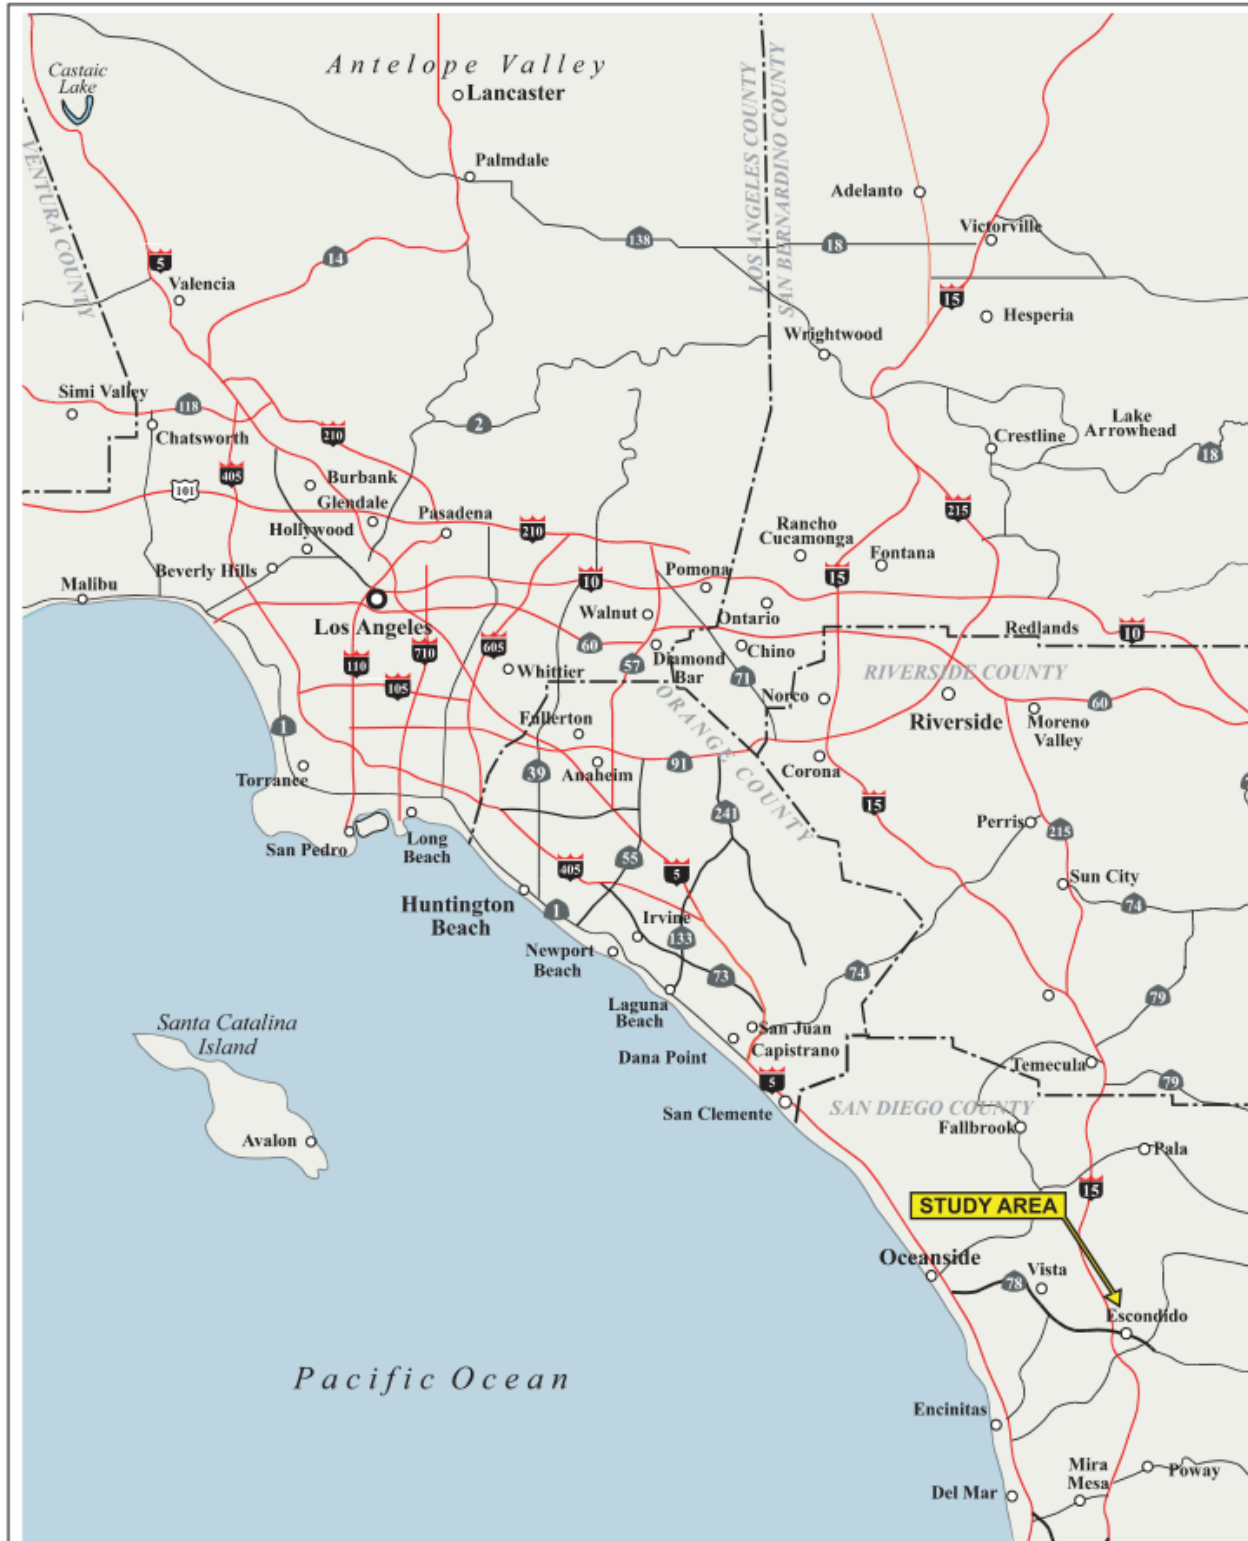 Antelope Valley
Castaic
Lake
Lancaster
LOS ANGELES COUNTY
SAN BERNARDINO COUNTY
VENTURA COUNTY
Palmdale
Adelanto
Victorville
138
18
14
5
Valencia
15
Hesperia
Wrightwood
Simi Valley
118
Chatsworth
210
2
Lake
Arrowhead
Crestline
18
405
101
Burbank
Glendale
Hollywood
Pasadena
210
215
Rancho
Cucamonga
Fontana
Beverly Hills
Malibu
10
Pomona
15
Walnut
Ontario
Los Angeles
Redlands
10
60
605
710
110
105
Whittier
57
Diamond
Bar
Chino
71
RIVERSIDE COUNTY
Norco
Riverside
60
Moreno
Valley
ORANGE COUNTY
1
Fullerton
Torrance
39
Anaheim
91
Corona
15
241
Perris
215
San Pedro
Long
Beach
405
55
5
Sun City
74
Huntington
Beach
1
Irvine
133
Newport
Beach
73
74
79
Laguna
Beach
San Juan
Capistrano
Dana Point
Santa Catalina
Island
Temecula
79
5
San Clemente
SAN DIEGO COUNTY
Fallbrook
Avalon
Pala
15
STUDY AREA
Oceanside
Vista
78
Escondido
Pacific Ocean
Encinitas
Mira
Mesa
Poway
Del Mar